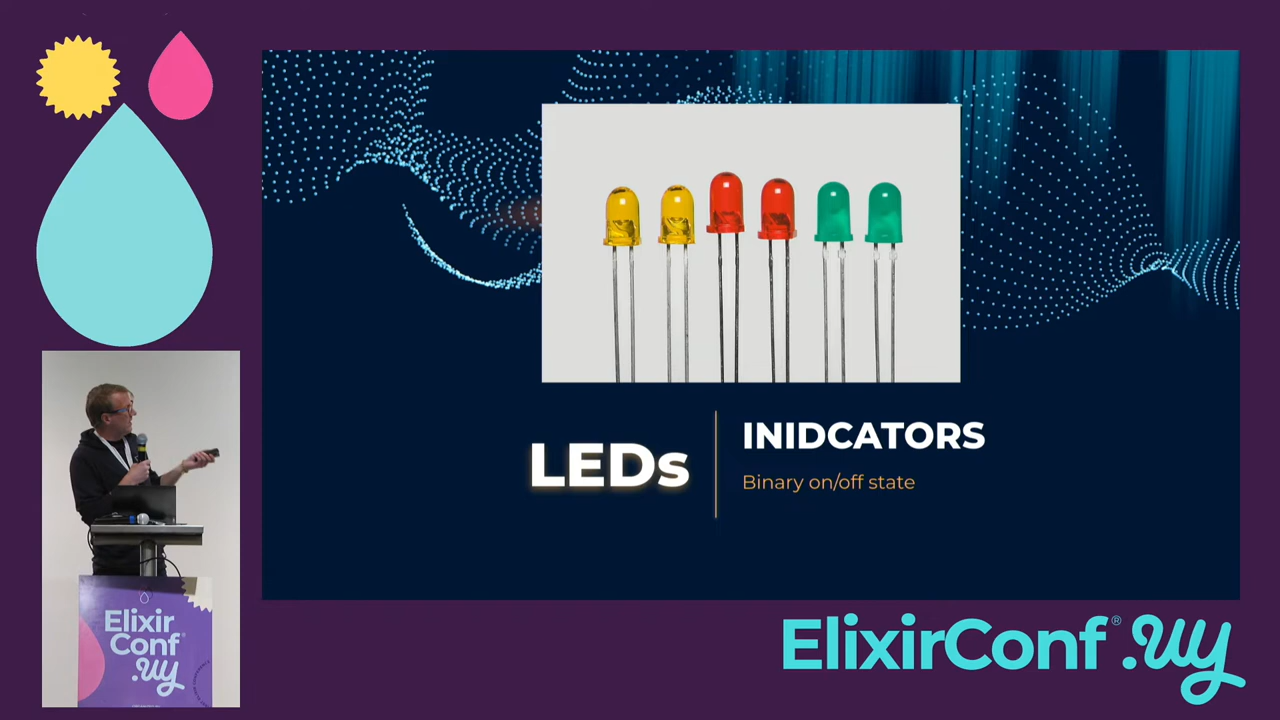 LEDs
INIDCATORS
Binary on/off state
Elixir
Conf®
.uy
ElixirConf® .uy